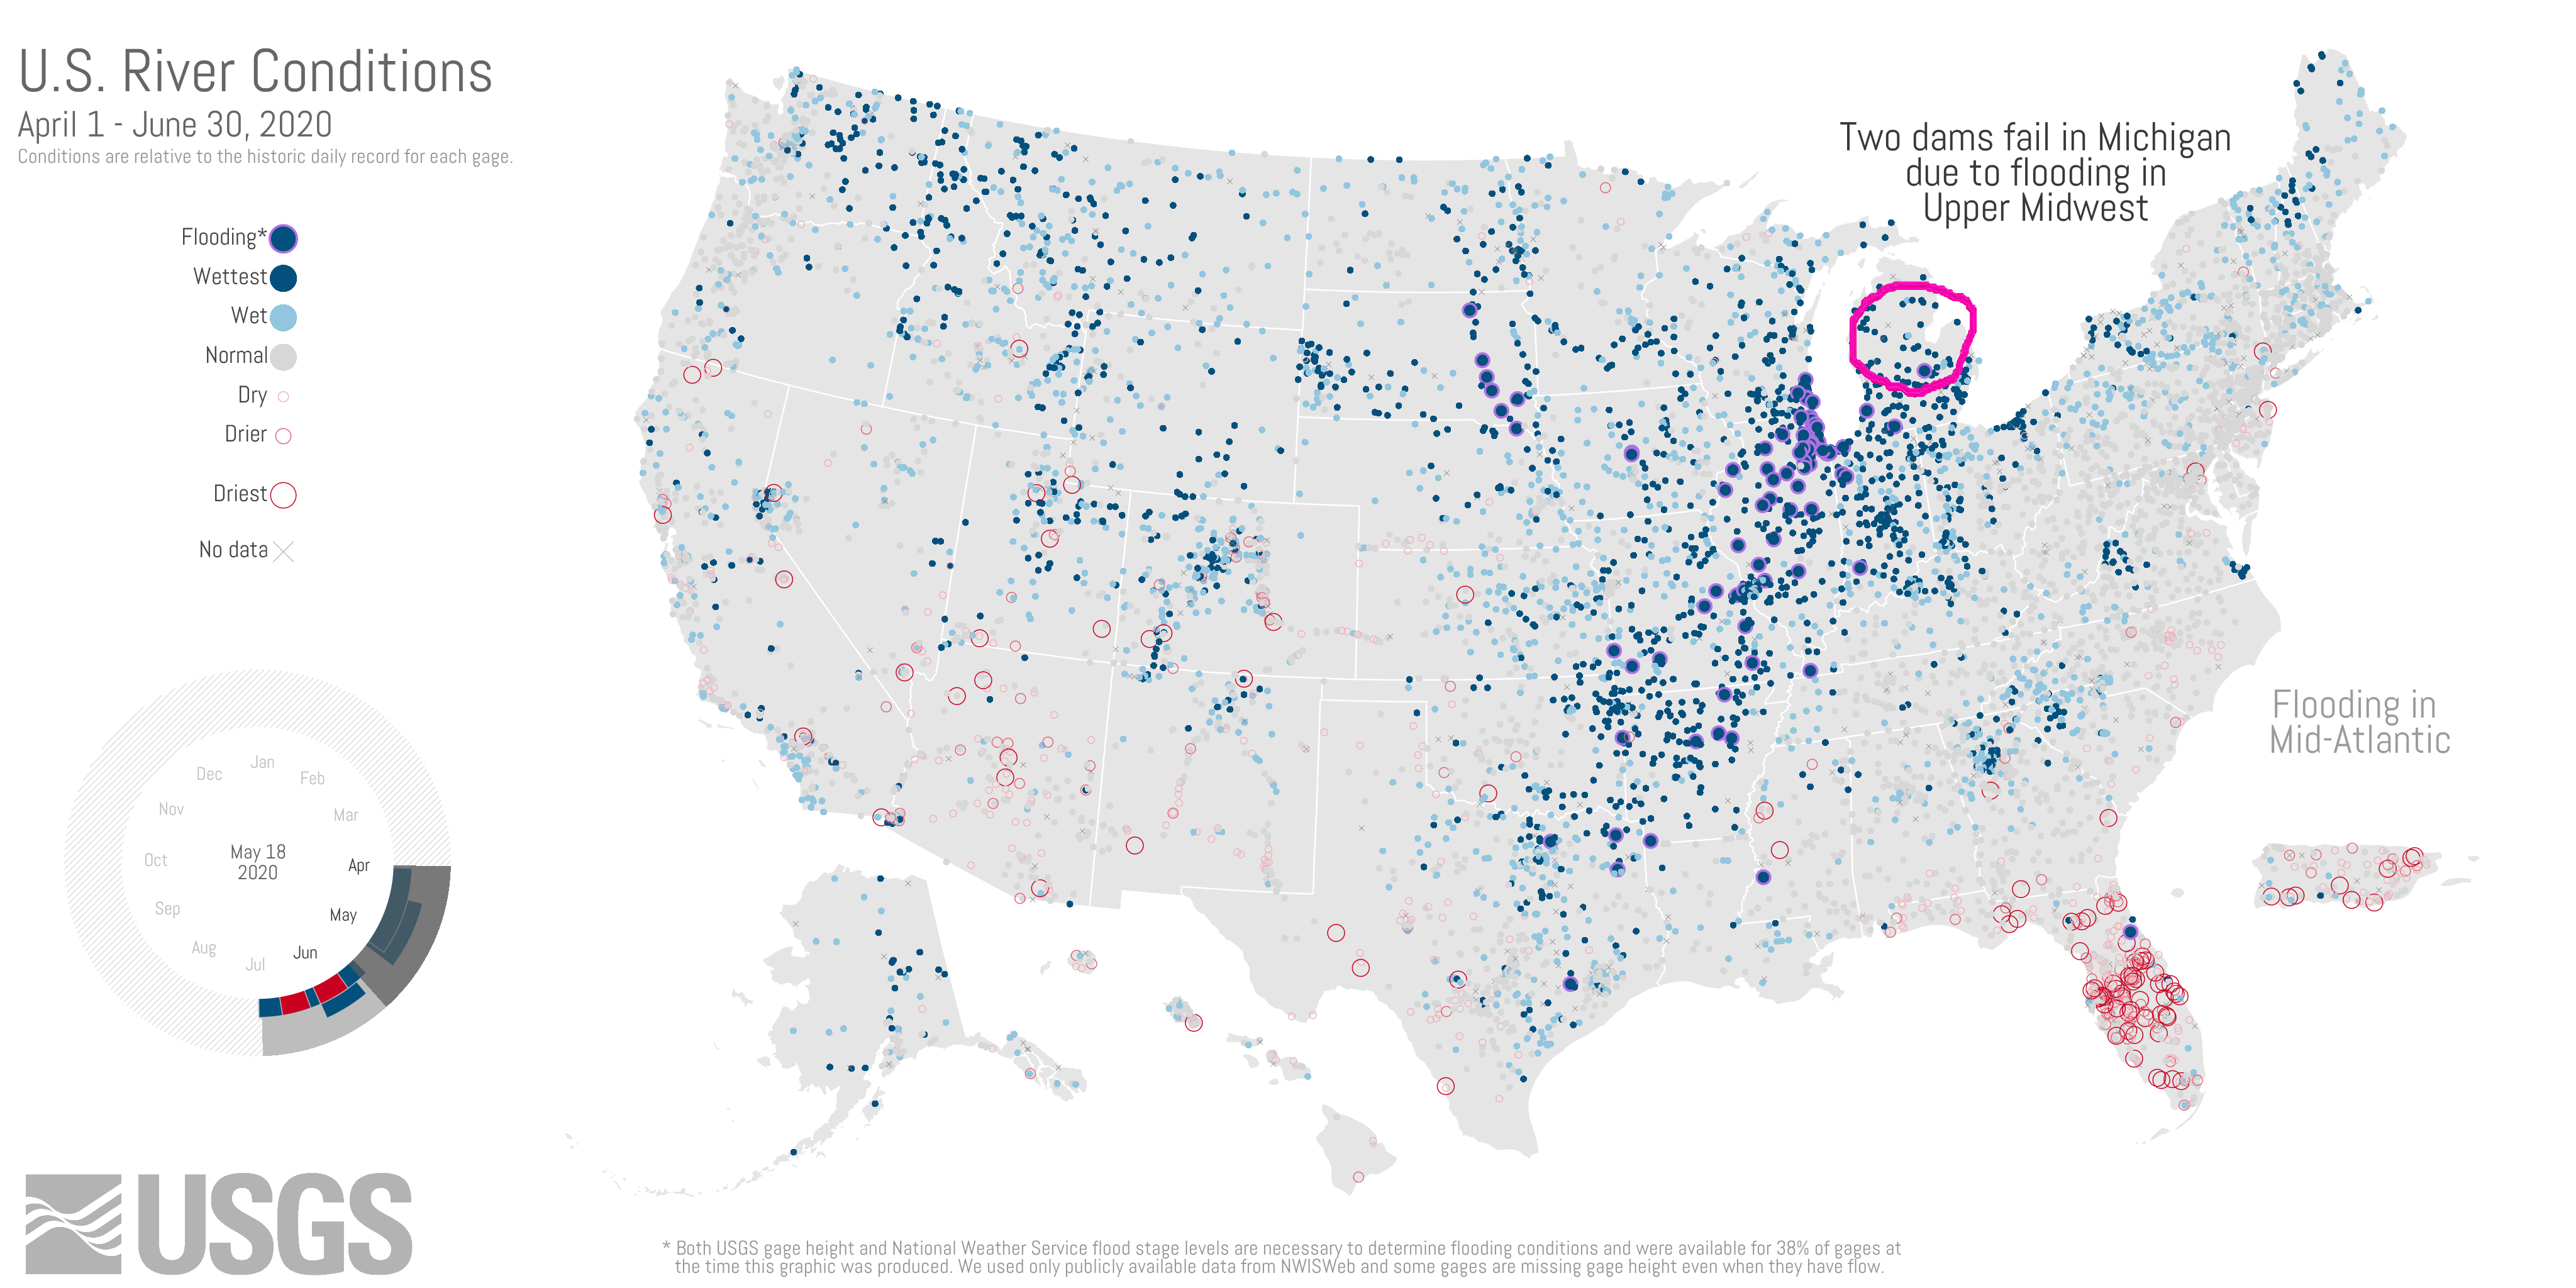 U.S. River Conditions
April 1 - June 30, 2020
Conditions are relative to the historic daily record for each gage.
Flooding*
Wettest
Wet
Normal
Dry
Drier
Driest
No data
Two dams fail in Michigan
due to flooding in
Upper Midwest
Flooding in
Mid-Atlantic
Jan
Feb
Mar
Apr
May
Jun
Jul
Aug
Sep
Oct
Nov
Dec
May 18
2020
USGS
* Both USGS gage height and National Weather Service flood stage levels are necessary to determine flooding conditions and were available for 38% of gages at
the time this graphic was produced. We used only publicly available data from NWISWeb and some gages are missing gage height even when they have flow.